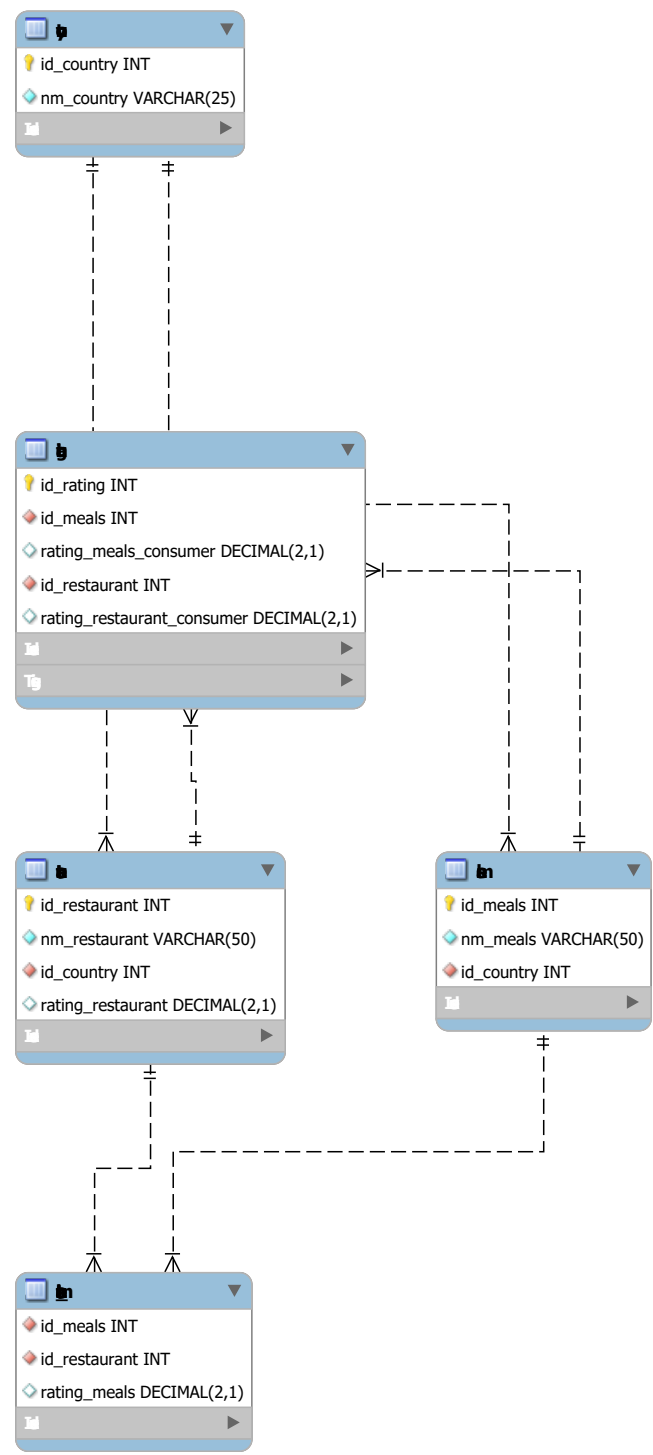 id_country INT
nm_country VARCHAR(25)
id_rating INT
id_meals INT
rating_meals_consumer DECIMAL(2,1)
id_restaurant INT
rating_restaurant_consumer DECIMAL(2,1)
id_restaurant INT
nm_restaurant VARCHAR(50)
id_country INT
rating_restaurant DECIMAL(2,1)
id_meals INT
nm_meals VARCHAR(50)
id_country INT
id_meals INT
id_restaurant INT
rating_meals DECIMAL(2,1)